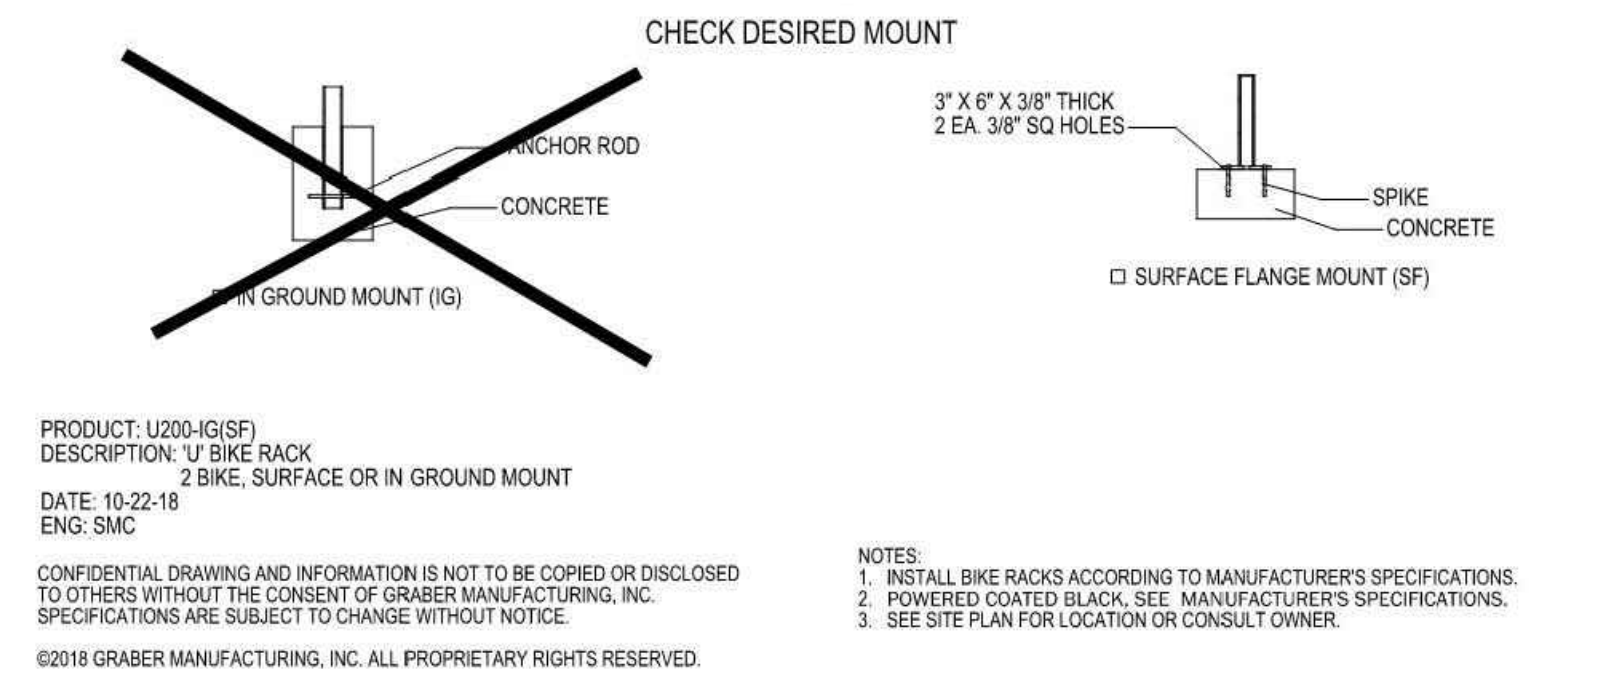 CHECK DESIRED MOUNT
ANCHOR ROD
CONCRETE
IN GROUND MOUNT (IG)
3" X 6" X 3/8" THICK
2 EA. 3/8" SQ HOLES
SPIKE
CONCRETE
SURFACE FLANGE MOUNT (SF)
PRODUCT: U200-IG(SF)
DESCRIPTION: 'U' BIKE RACK
2 BIKE, SURFACE OR IN GROUND MOUNT
DATE: 10-22-18
ENG: SMC
CONFIDENTIAL DRAWING AND INFORMATION IS NOT TO BE COPIED OR DISCLOSED
TO OTHERS WITHOUT THE CONSENT OF GRABER MANUFACTURING, INC.
SPECIFICATIONS ARE SUBJECT TO CHANGE WITHOUT NOTICE.
©2018 GRABER MANUFACTURING, INC. ALL PROPRIETARY RIGHTS RESERVED.
NOTES:
1. INSTALL BIKE RACKS ACCORDING TO MANUFACTURER'S SPECIFICATIONS.
2. POWERED COATED BLACK, SEE MANUFACTURER'S SPECIFICATIONS.
3. SEE SITE PLAN FOR LOCATION OR CONSULT OWNER.